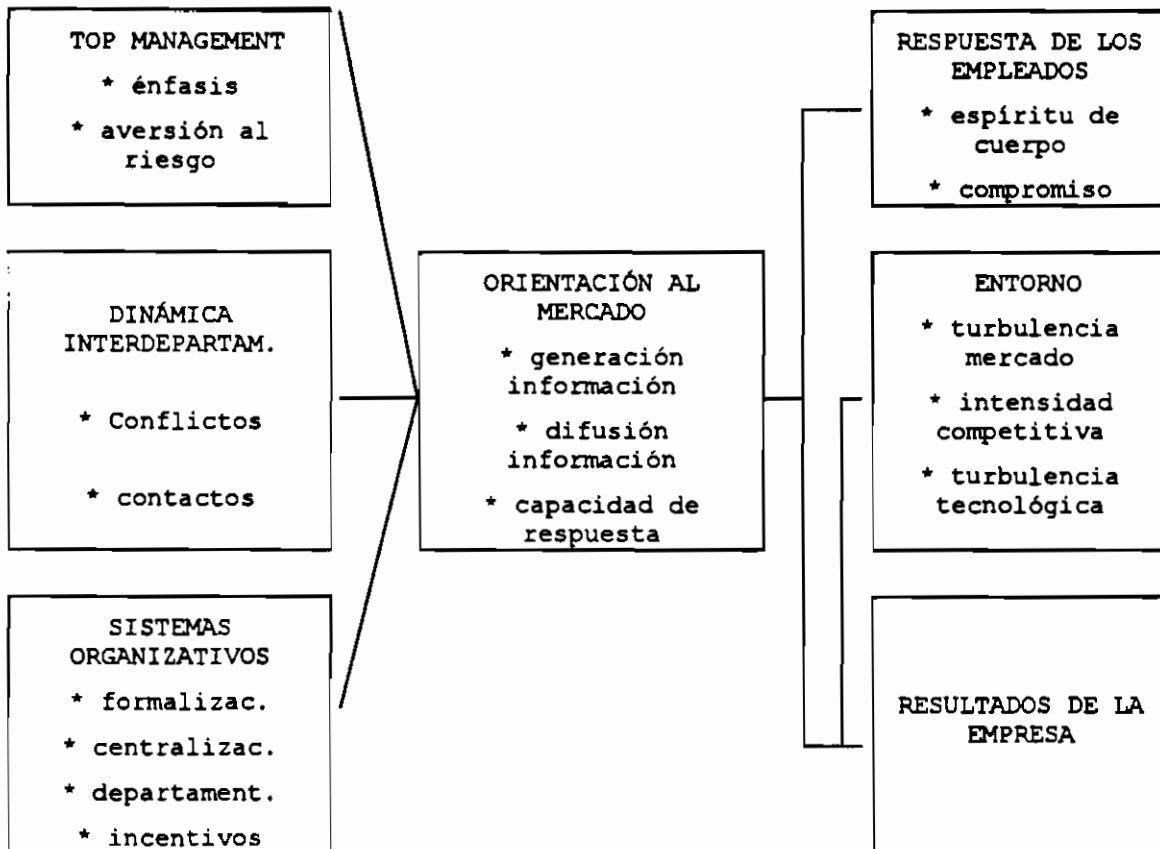 TOP MANAGEMENT
* énfasis
* aversión al
riesgo
DINÁMICA
INTERDEPARTAM.
* Conflictos
* contactos
SISTEMAS
ORGANIZATIVOS
* formalizac.
* centralizac.
* departament.
* incentivos
ORIENTACIÓN AL
MERCADO
* generación
información
* difusión
información
* capacidad de
respuesta
RESPUESTA DE LOS
EMPLEADOS
* espíritu de
cuerpo
* compromiso
ENTORNO
* turbulencia
mercado
* intensidad
competitiva
* turbulencia
tecnológica
RESULTADOS DE LA
EMPRESA